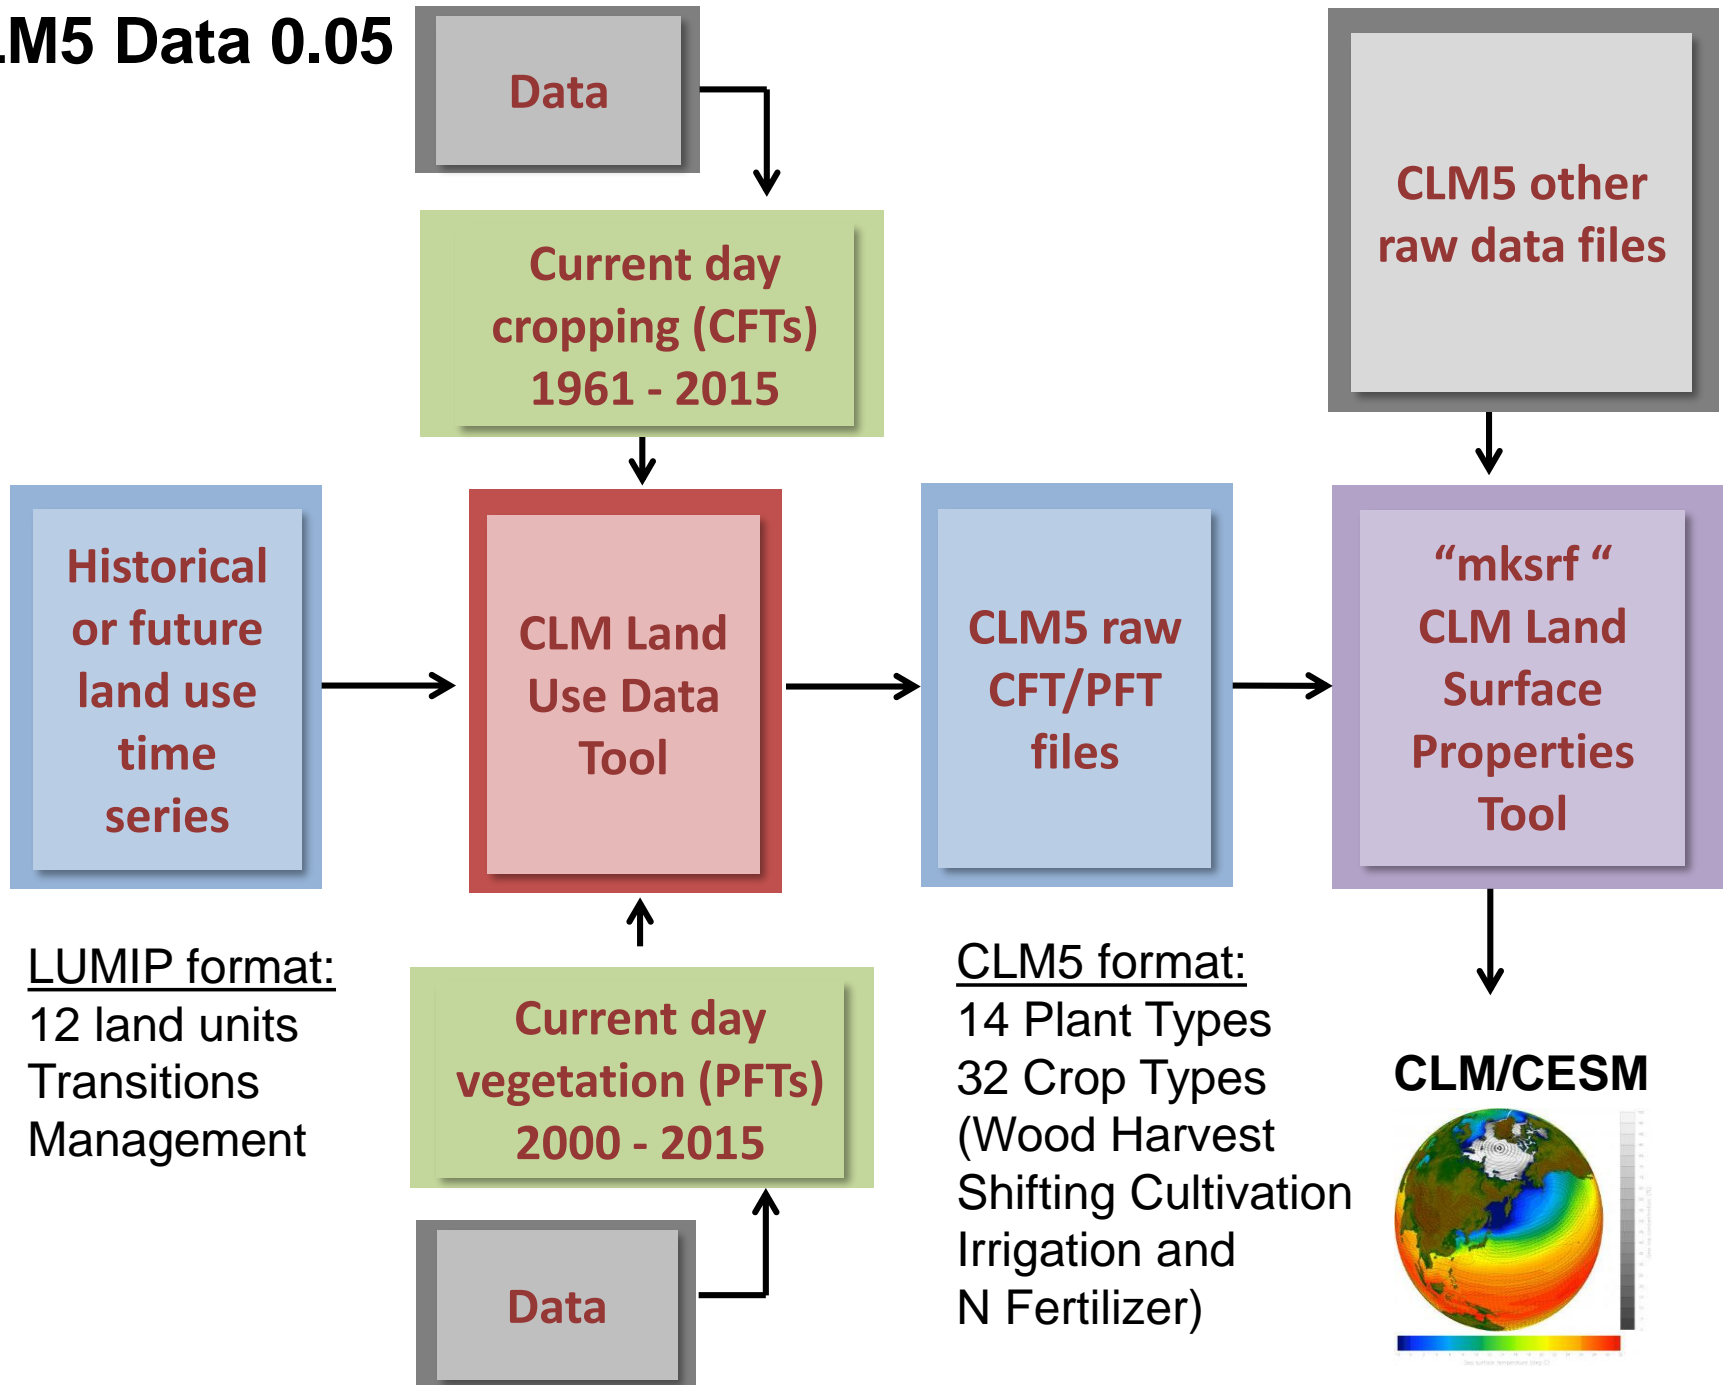 LM5 Data 0.05
Data
Current day
cropping (CFTs)
1961 - 2015
CLM5 other
raw data files
Historical
or future
land use
time
series
CLM Land
Use Data
Tool
CLM5 raw
CFT/PFT
files
“mksrf “
CLM Land
Surface
Properties
Tool
LUMIP format:
12 land units
Transitions
Management
Current day
vegetation (PFTs)
2000 - 2015
Data
CLM5 format:
14 Plant Types
32 Crop Types
(Wood Harvest
Shifting Cultivation
Irrigation and
N Fertilizer)
CLM/CESM